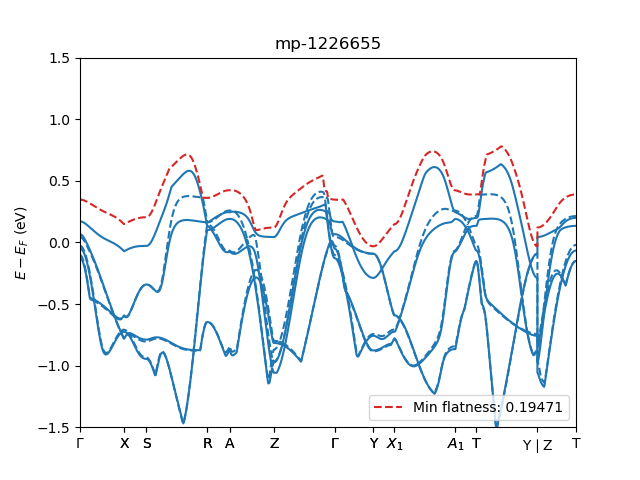 mp-1226655
E − E_F (eV)
1.5
1.0
0.5
0.0
−0.5
−1.0
−1.5
Min flatness: 0.19471
Γ X S R A Z Γ Y X₁ A₁ T Y | Z T